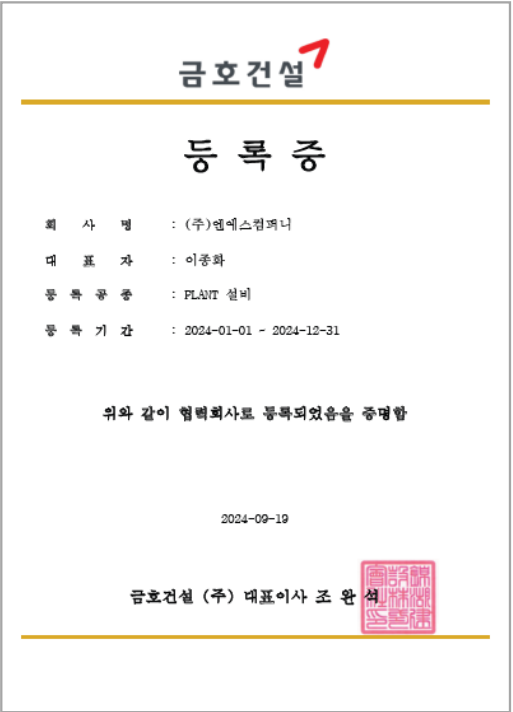 금호건설
등 록 증
회 사 명 : (주)엔에스컴퍼니
대 표 자 : 이종화
등 록 공 종 : PLANT 설비
등 록 기 간 : 2024-01-01 ~ 2024-12-31
위와 같이 협력회사로 등록되었음을 증명함
2024-09-19
금호건설 (주) 대표이사 조 완 석